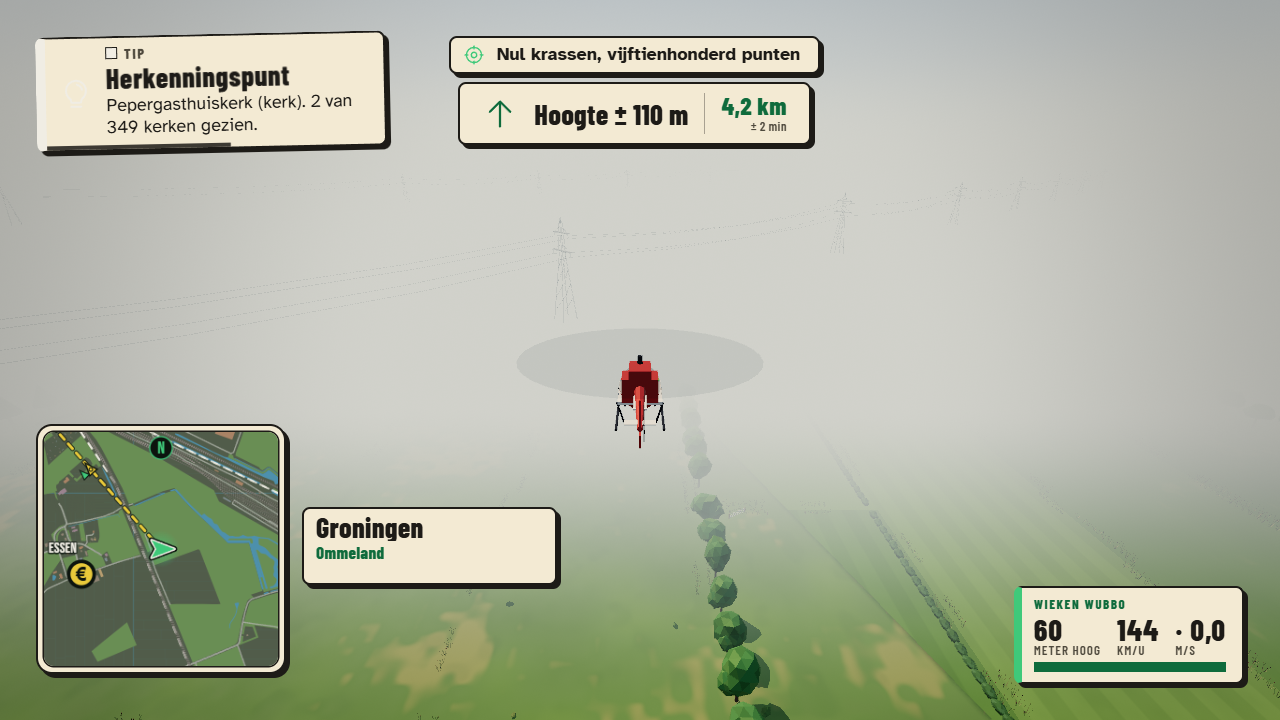 TIP
Herkenningspunt
Pepergasthuiskerk (kerk). 2 van
349 kerken gezien.
Nul krassen, vijftienhonderd punten
Hoogte ± 110 m
4,2 km
± 2 min
N
ESSEN
€
Groningen
Ommeland
WIEKEN WUBBO
60 144 · 0,0
METER HOOG KM/U M/S